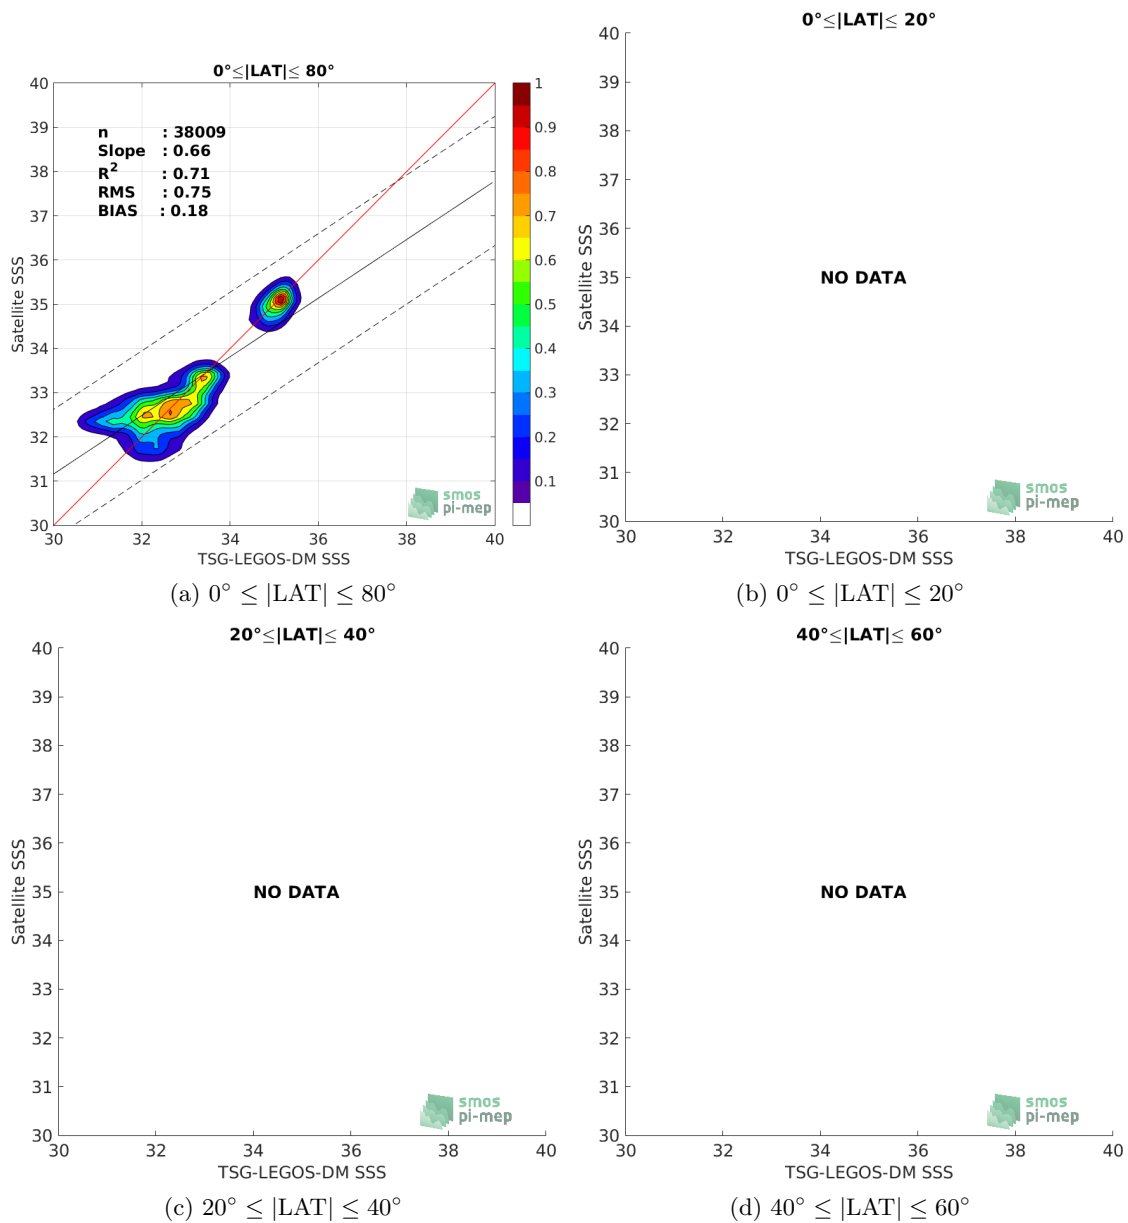 0°≤|LAT|≤ 80°
40
39
38
37
36
35
34
33
32
31
30
Satellite SSS
n : 38009
Slope : 0.66
R² : 0.71
RMS : 0.75
BIAS : 0.18
smos
pi-mep
30 32 34 36 38 40
TSG-LEGOS-DM SSS
1
0.9
0.8
0.7
0.6
0.5
0.4
0.3
0.2
0.1
(a) 0° ≤ |LAT| ≤ 80°
0°≤|LAT|≤ 20°
40
39
38
37
36
35
34
33
32
31
30
Satellite SSS
NO DATA
smos
pi-mep
30 32 34 36 38 40
TSG-LEGOS-DM SSS
(b) 0° ≤ |LAT| ≤ 20°
20°≤|LAT|≤ 40°
40
39
38
37
36
35
34
33
32
31
30
Satellite SSS
NO DATA
smos
pi-mep
30 32 34 36 38 40
TSG-LEGOS-DM SSS
(c) 20° ≤ |LAT| ≤ 40°
40°≤|LAT|≤ 60°
40
39
38
37
36
35
34
33
32
31
30
Satellite SSS
NO DATA
smos
pi-mep
30 32 34 36 38 40
TSG-LEGOS-DM SSS
(d) 40° ≤ |LAT| ≤ 60°